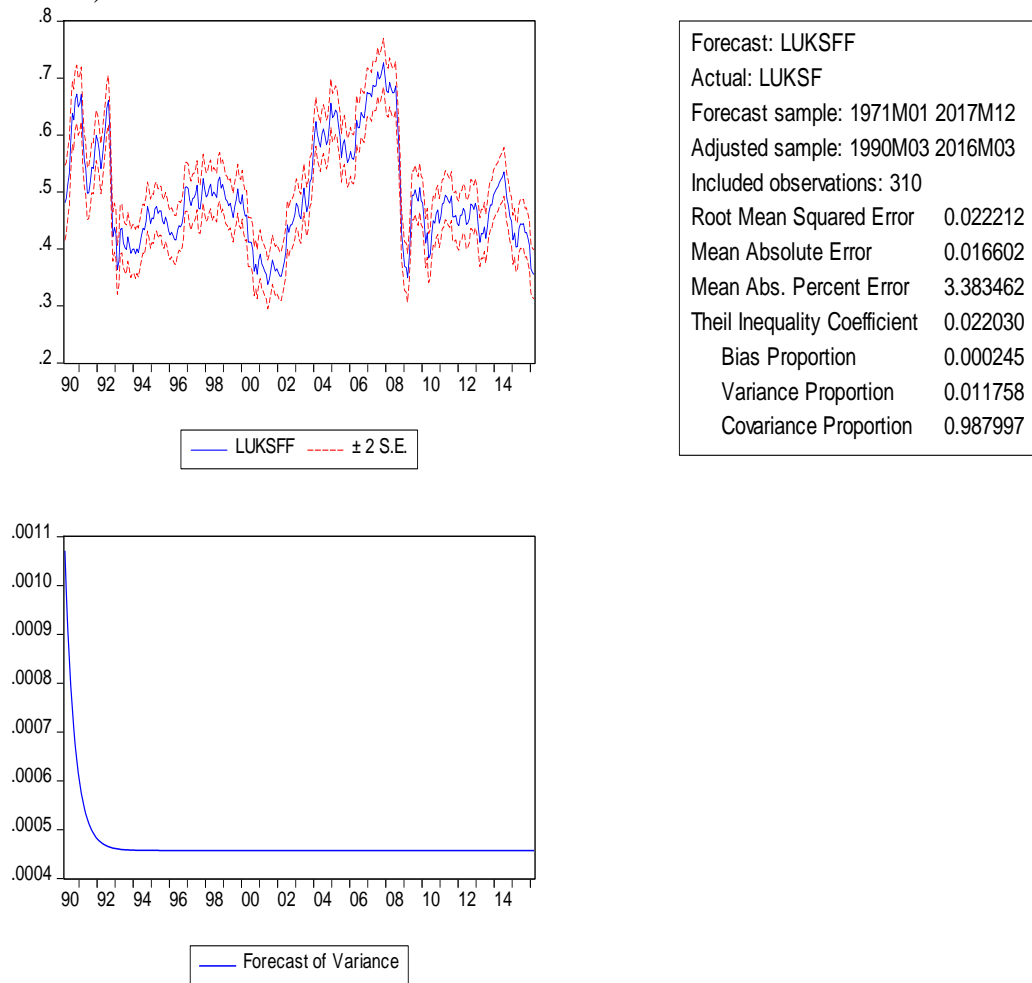 .8
.7
.6
.5
.4
.3
.2
90 92 94 96 98 00 02 04 06 08 10 12 14
LUKSFF ± 2 S.E.
Forecast: LUKSFF
Actual: LUKSF
Forecast sample: 1971M01 2017M12
Adjusted sample: 1990M03 2016M03
Included observations: 310
Root Mean Squared Error 0.022212
Mean Absolute Error 0.016602
Mean Abs. Percent Error 3.383462
Theil Inequality Coefficient 0.022030
Bias Proportion 0.000245
Variance Proportion 0.011758
Covariance Proportion 0.987997
.0011
.0010
.0009
.0008
.0007
.0006
.0005
.0004
90 92 94 96 98 00 02 04 06 08 10 12 14
Forecast of Variance